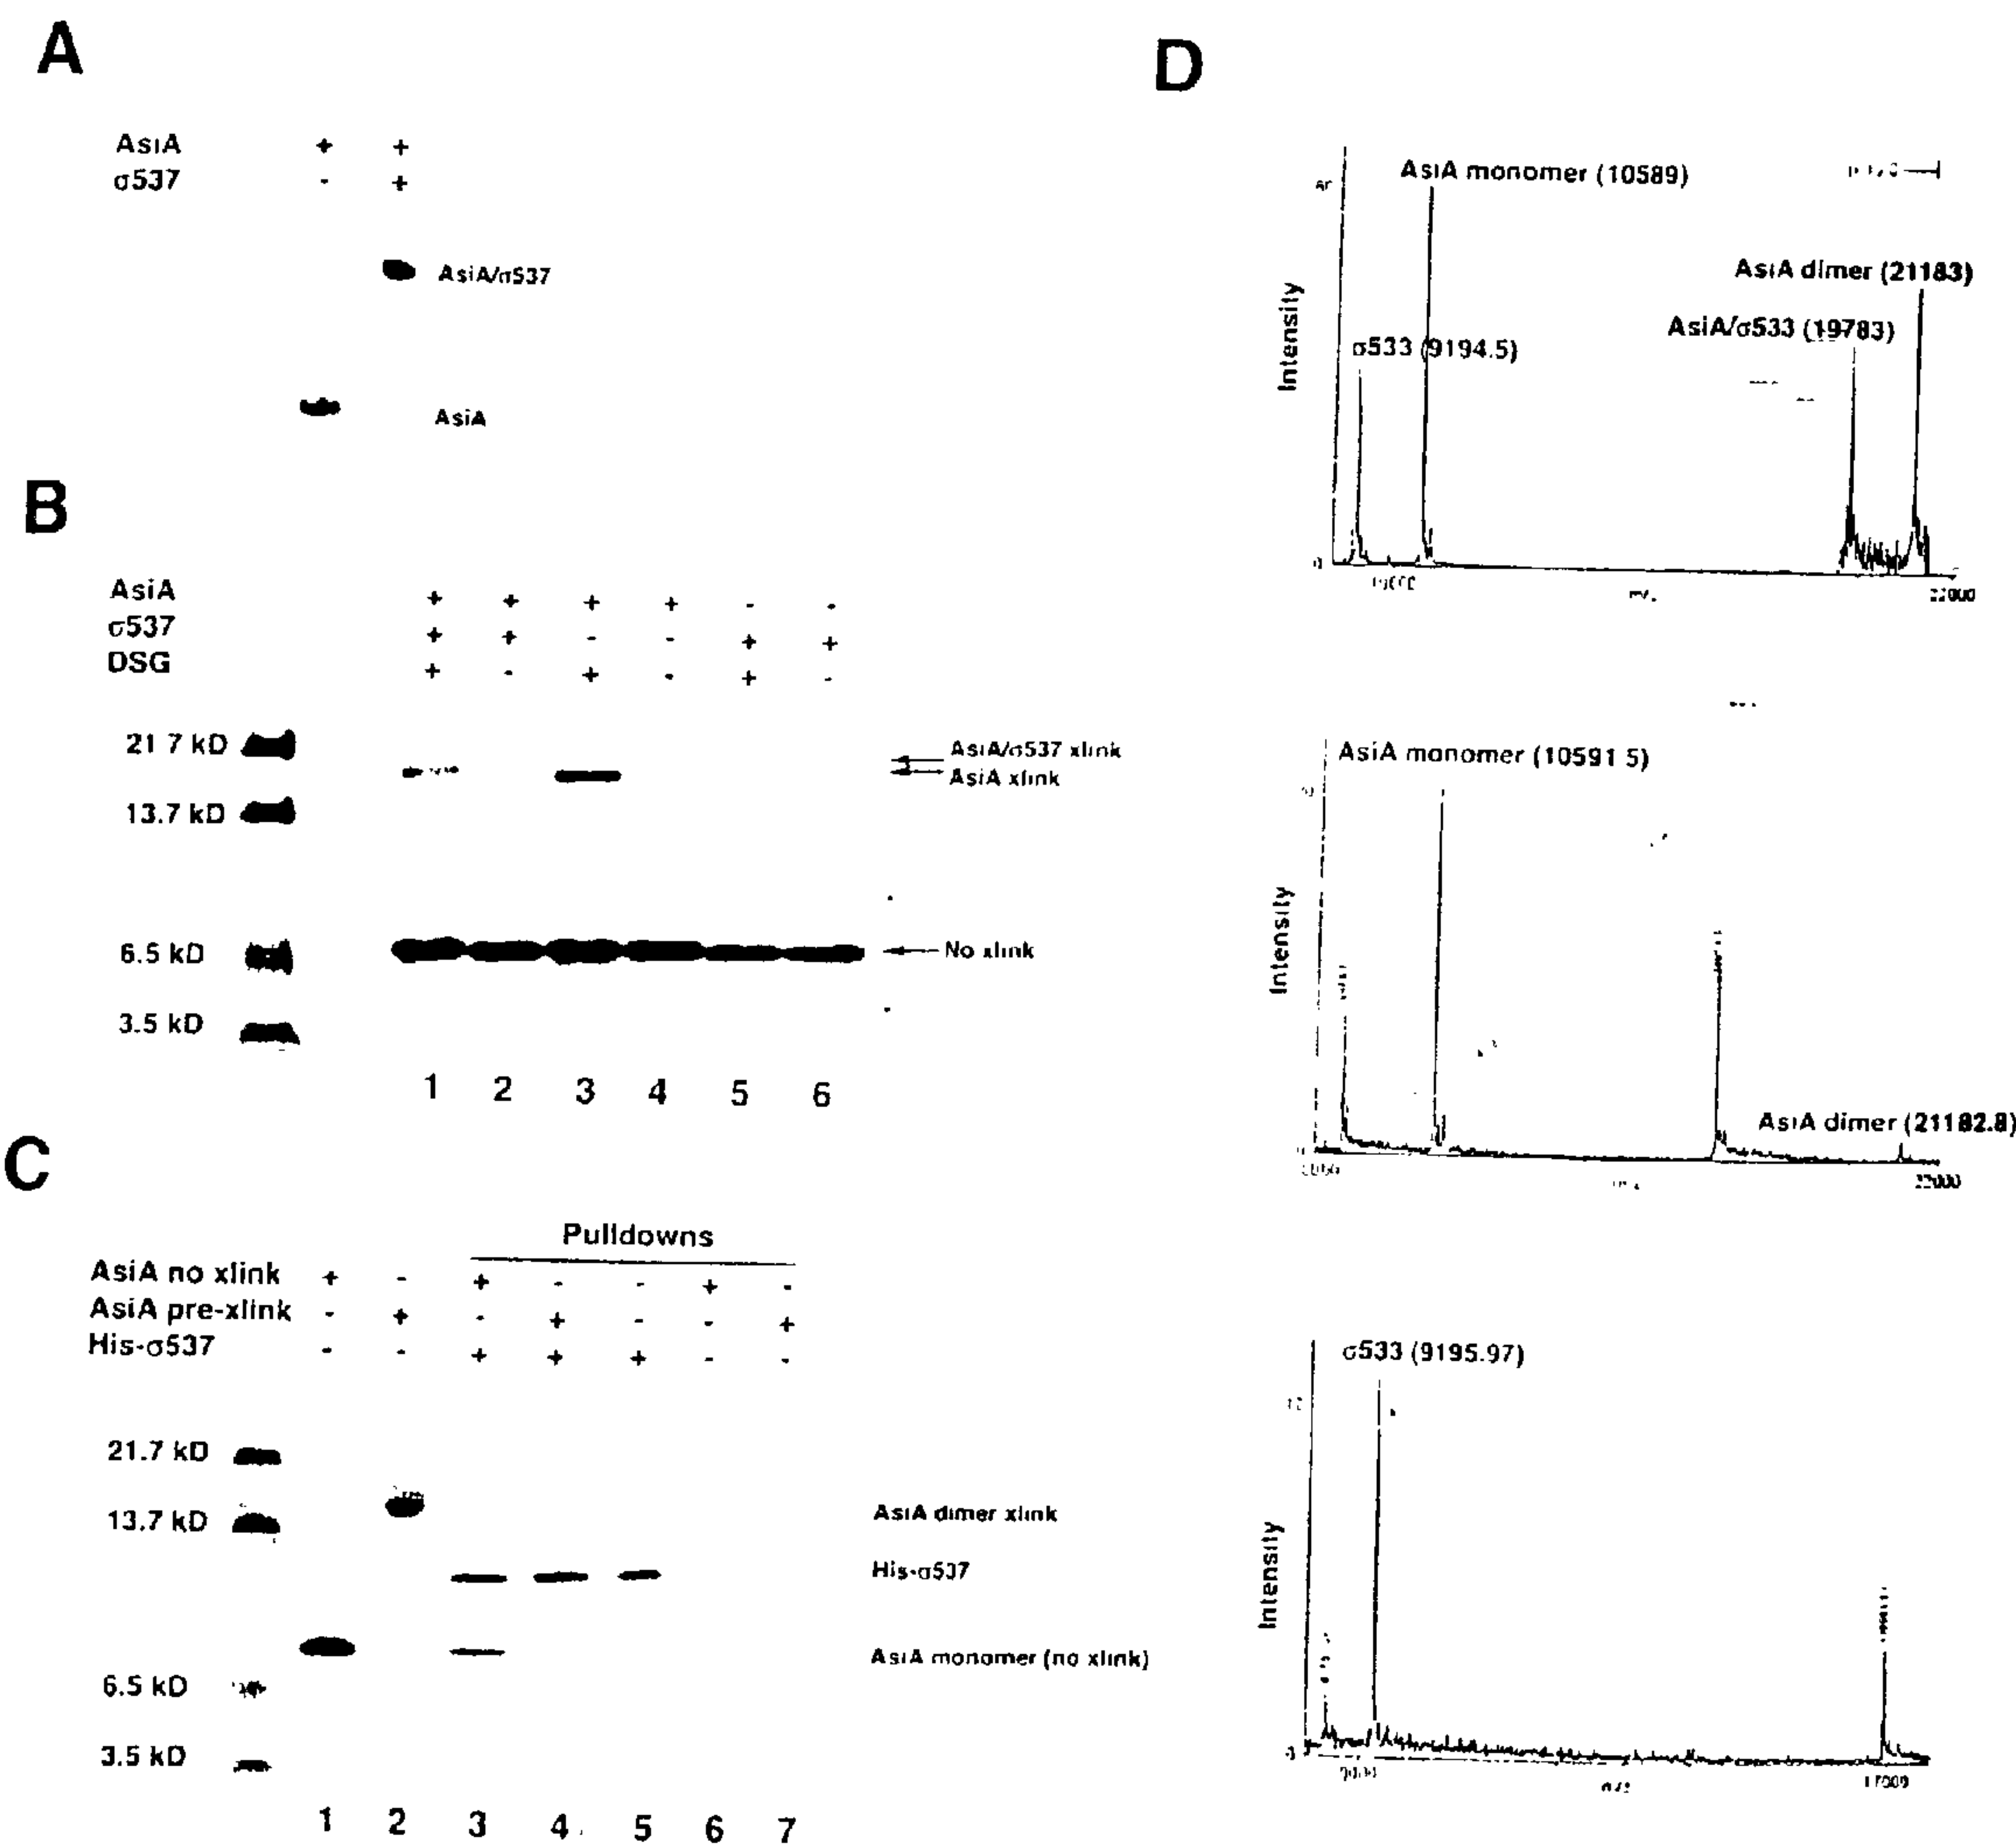 A
AsiA + +
σ537 - +
AsiA/σ537
AsiA
B
AsiA + + + + - -
σ537 + + - - + +
DSG + - + - + -
21 7 kD
AsiA/σ537 xlink
AsiA xlink
13.7 kD
6.5 kD
No xlink
3.5 kD
1 2 3 4 5 6
C
Pulldowns
AsiA no xlink + - + - - + -
AsiA pre-xlink - + - + - - +
His-σ537 - - + + + - -
21.7 kD
13.7 kD
AsiA dimer xlink
His-σ537
AsiA monomer (no xlink)
6.5 kD
3.5 kD
1 2 3 4 5 6 7
D
AsiA monomer (10589)
AsiA dimer (21183)
AsiA/σ533 (19783)
σ533 (9194.5)
Intensity
0
22000
AsiA monomer (10591 5)
Intensity
AsiA dimer (21182.8)
22000
σ533 (9195.97)
Intensity
0